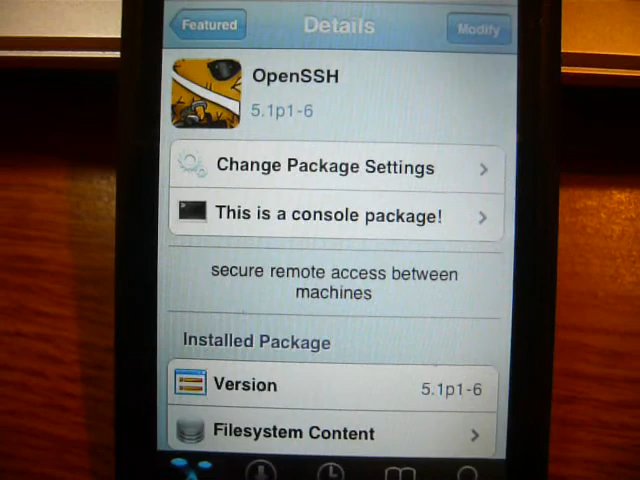 Featured
Details
Modify
OpenSSH
5.1p1-6
Change Package Settings
This is a console package!
secure remote access between
machines
Installed Package
Version
5.1p1-6
Filesystem Content